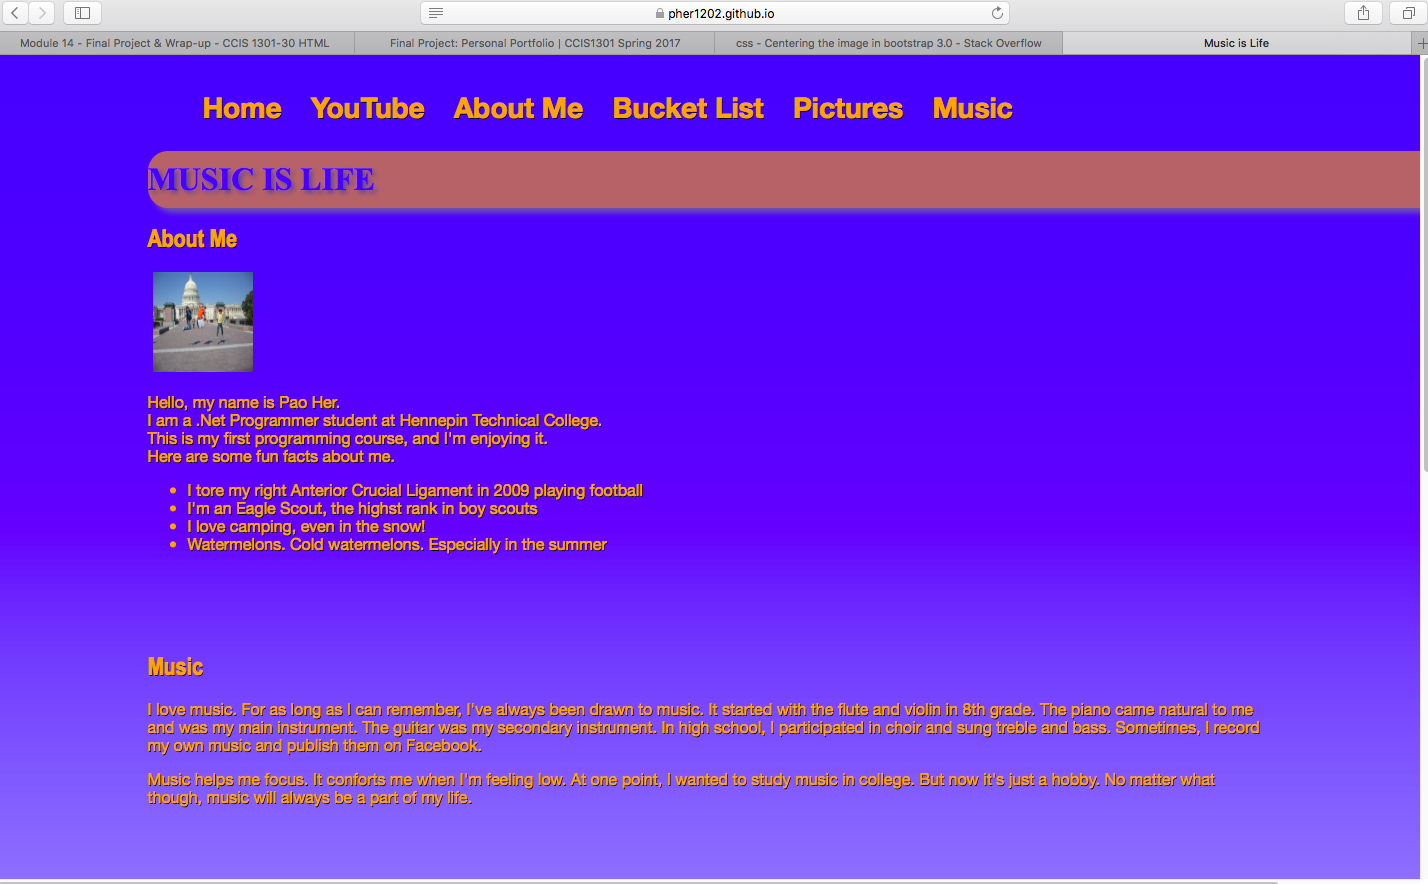 pher1202.github.io
Module 14 - Final Project & Wrap-up - CCIS 1301-30 HTML
Final Project: Personal Portfolio | CCIS1301 Spring 2017
css - Centering the image in bootstrap 3.0 - Stack Overflow
Music is Life
Home YouTube About Me Bucket List Pictures Music
MUSIC IS LIFE
About Me
Hello, my name is Pao Her.
I am a .Net Programmer student at Hennepin Technical College.
This is my first programming course, and I'm enjoying it.
Here are some fun facts about me.
• I tore my right Anterior Crucial Ligament in 2009 playing football
• I'm an Eagle Scout, the highst rank in boy scouts
• I love camping, even in the snow!
• Watermelons. Cold watermelons. Especially in the summer
Music
I love music. For as long as I can remember, I've always been drawn to music. It started with the flute and violin in 8th grade. The piano came natural to me
and was my main instrument. The guitar was my secondary instrument. In high school, I participated in choir and sung treble and bass. Sometimes, I record
my own music and publish them on Facebook.
Music helps me focus. It conforts me when I'm feeling low. At one point, I wanted to study music in college. But now it's just a hobby. No matter what
though, music will always be a part of my life.